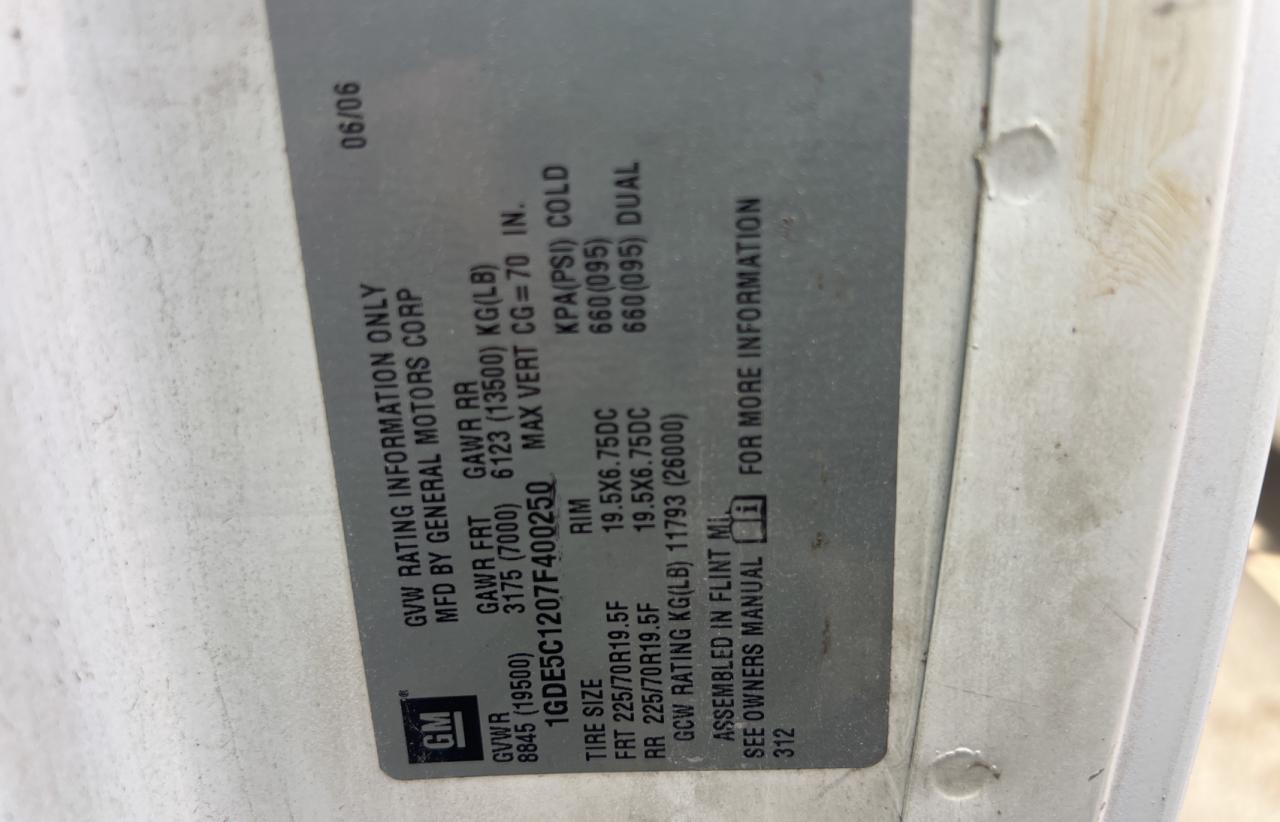 06/06
GM®
GVW RATING INFORMATION ONLY
MFD BY GENERAL MOTORS CORP
GVWR GAWR FRT GAWR RR
8845 (19500) 3175 (7000) 6123 (13500) KG(LB)
1GDE5C1207F400250 MAX VERT CG=70 IN.
TIRE SIZE RIM KPA(PSI) COLD
FRT 225/70R19.5F 19.5X6.75DC 660(095)
RR 225/70R19.5F 19.5X6.75DC 660(095) DUAL
GCW RATING KG(LB) 11793 (26000)
ASSEMBLED IN FLINT MI
SEE OWNERS MANUAL i FOR MORE INFORMATION
312